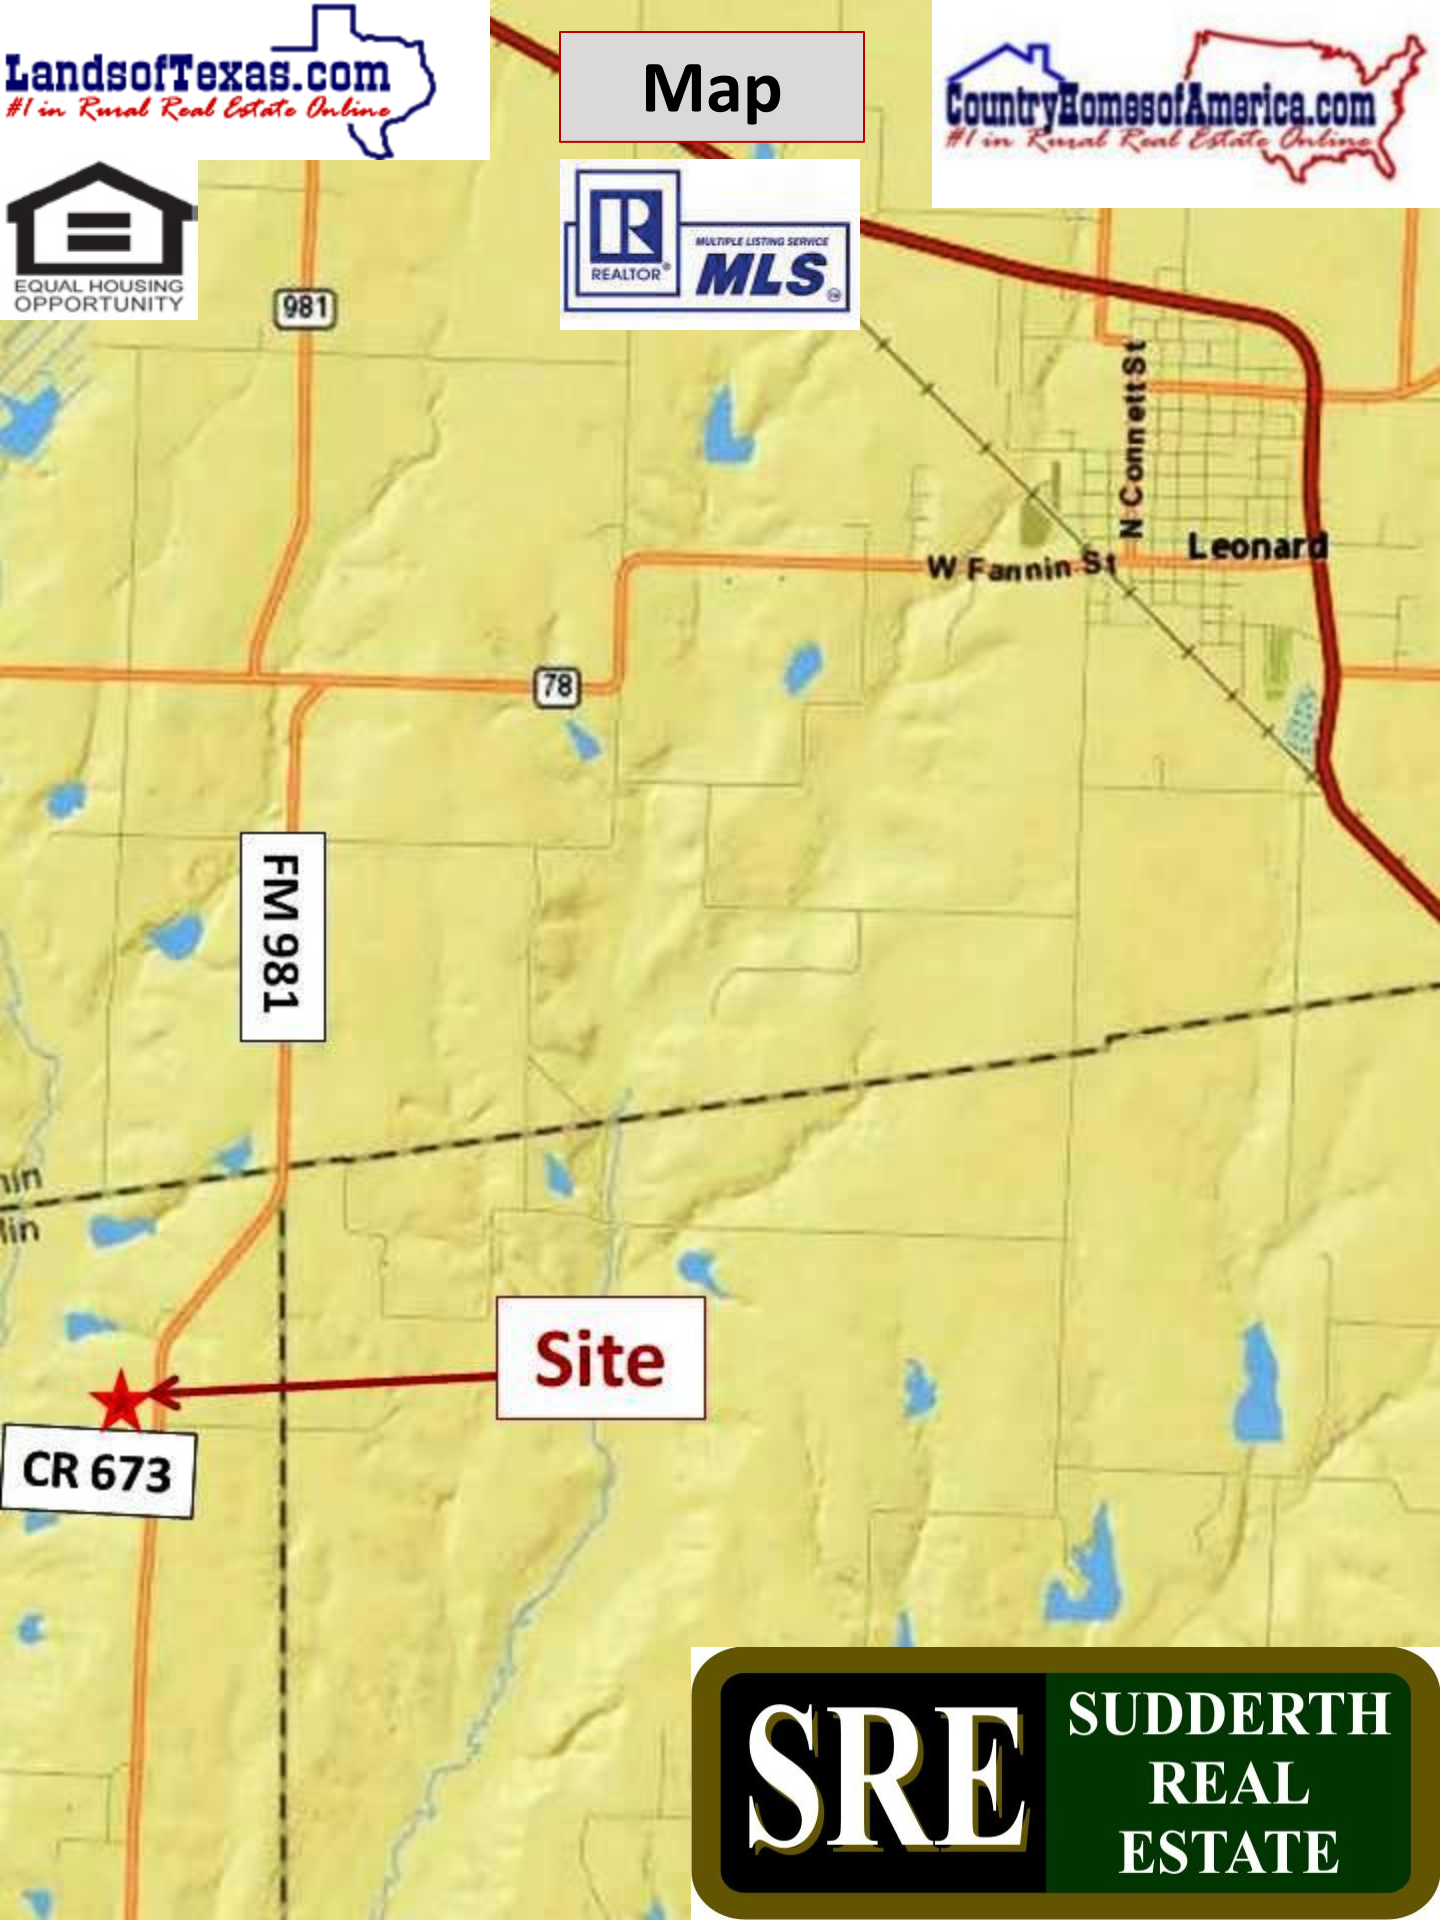 LandsofTexas.com
#1 in Rural Real Estate Online
Map
CountryHomesofAmerica.com
#1 in Rural Real Estate Online
EQUAL HOUSING
OPPORTUNITY
REALTOR®
MULTIPLE LISTING SERVICE
MLS
981
N Connett St
W Fannin St
Leonard
78
FM 981
nin
lin
Site
CR 673
SRE
SUDDERTH
REAL
ESTATE